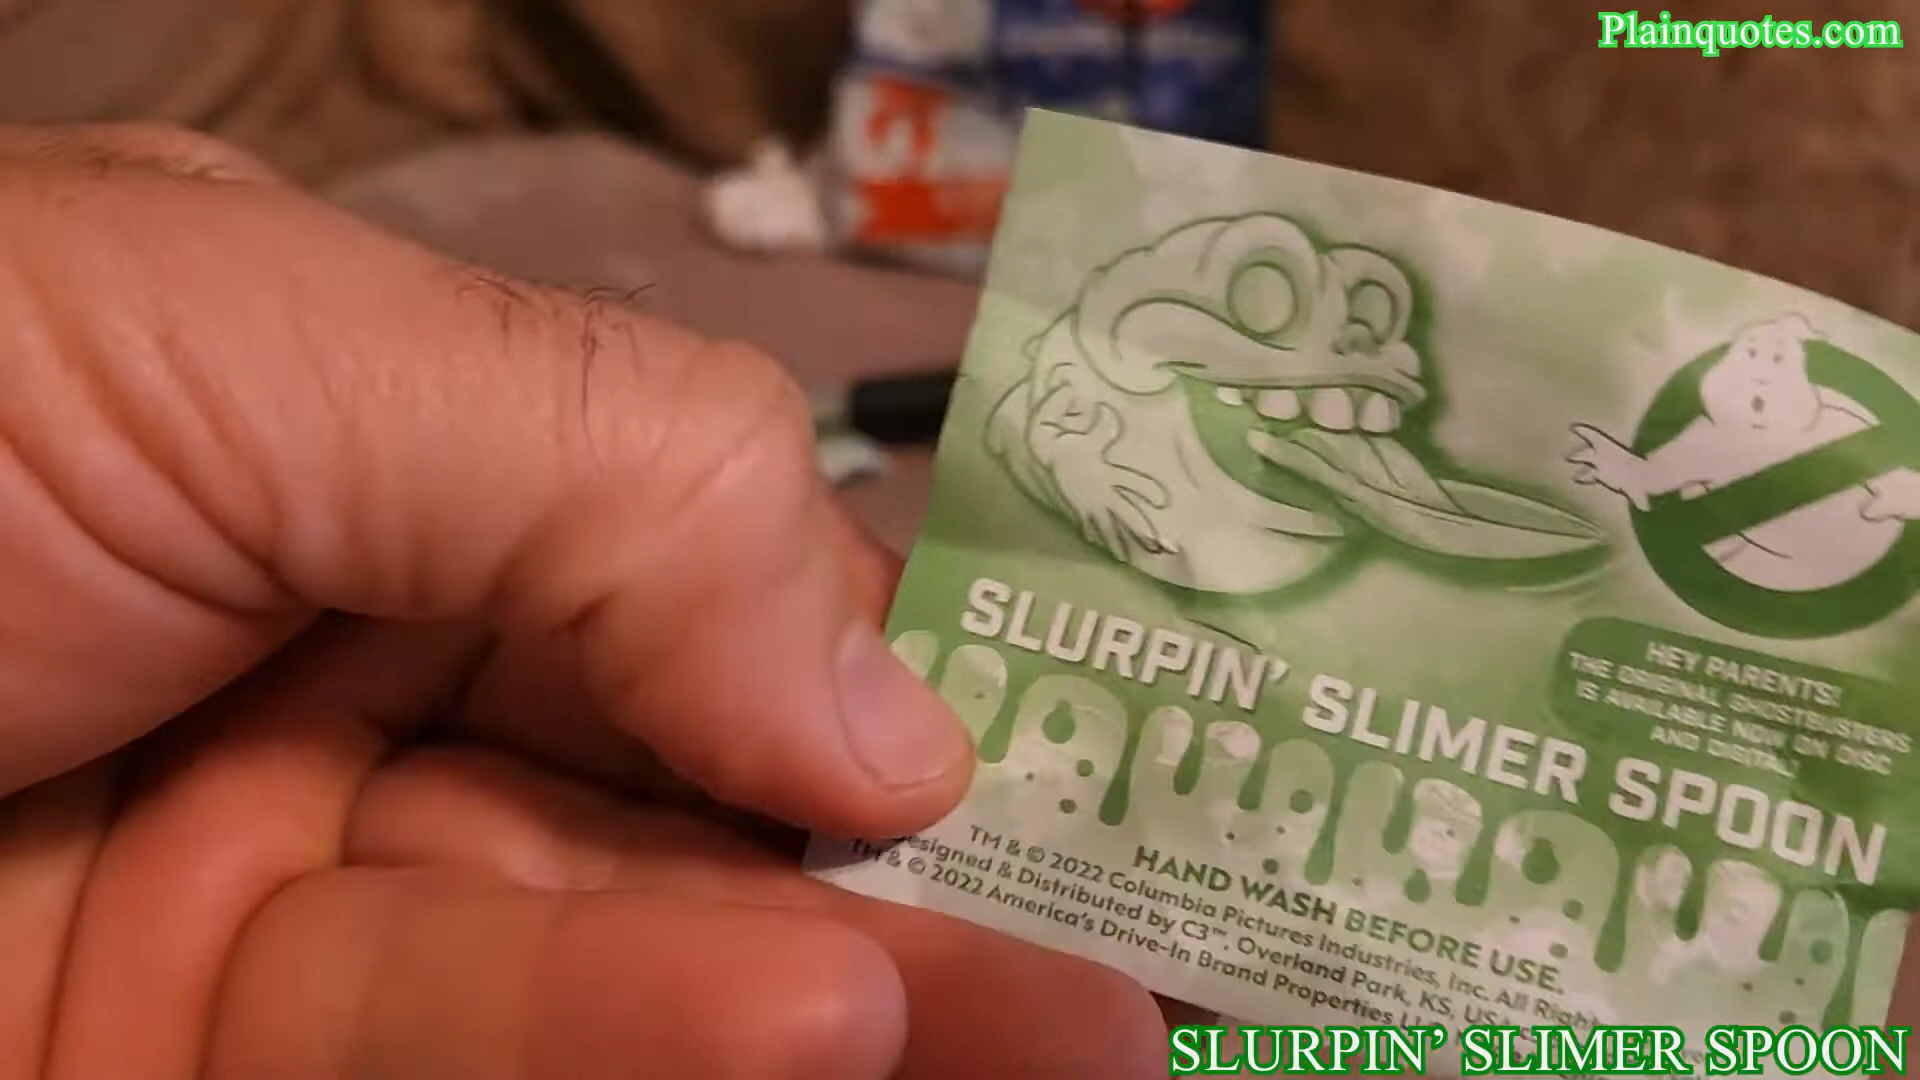 Plainquotes.com
HEY PARENTS!
THE ORIGINAL GHOSTBUSTERS
IS AVAILABLE NOW ON DISC
AND DIGITAL!
SLURPIN' SLIMER SPOON
HAND WASH BEFORE USE.
TM & © 2022 Columbia Pictures Industries, Inc. All
Designed & Distributed by C3™, Overland Park, KS,
TM & © 2022 America's Drive-In Brand Properties
SLURPIN' SLIMER SPOON